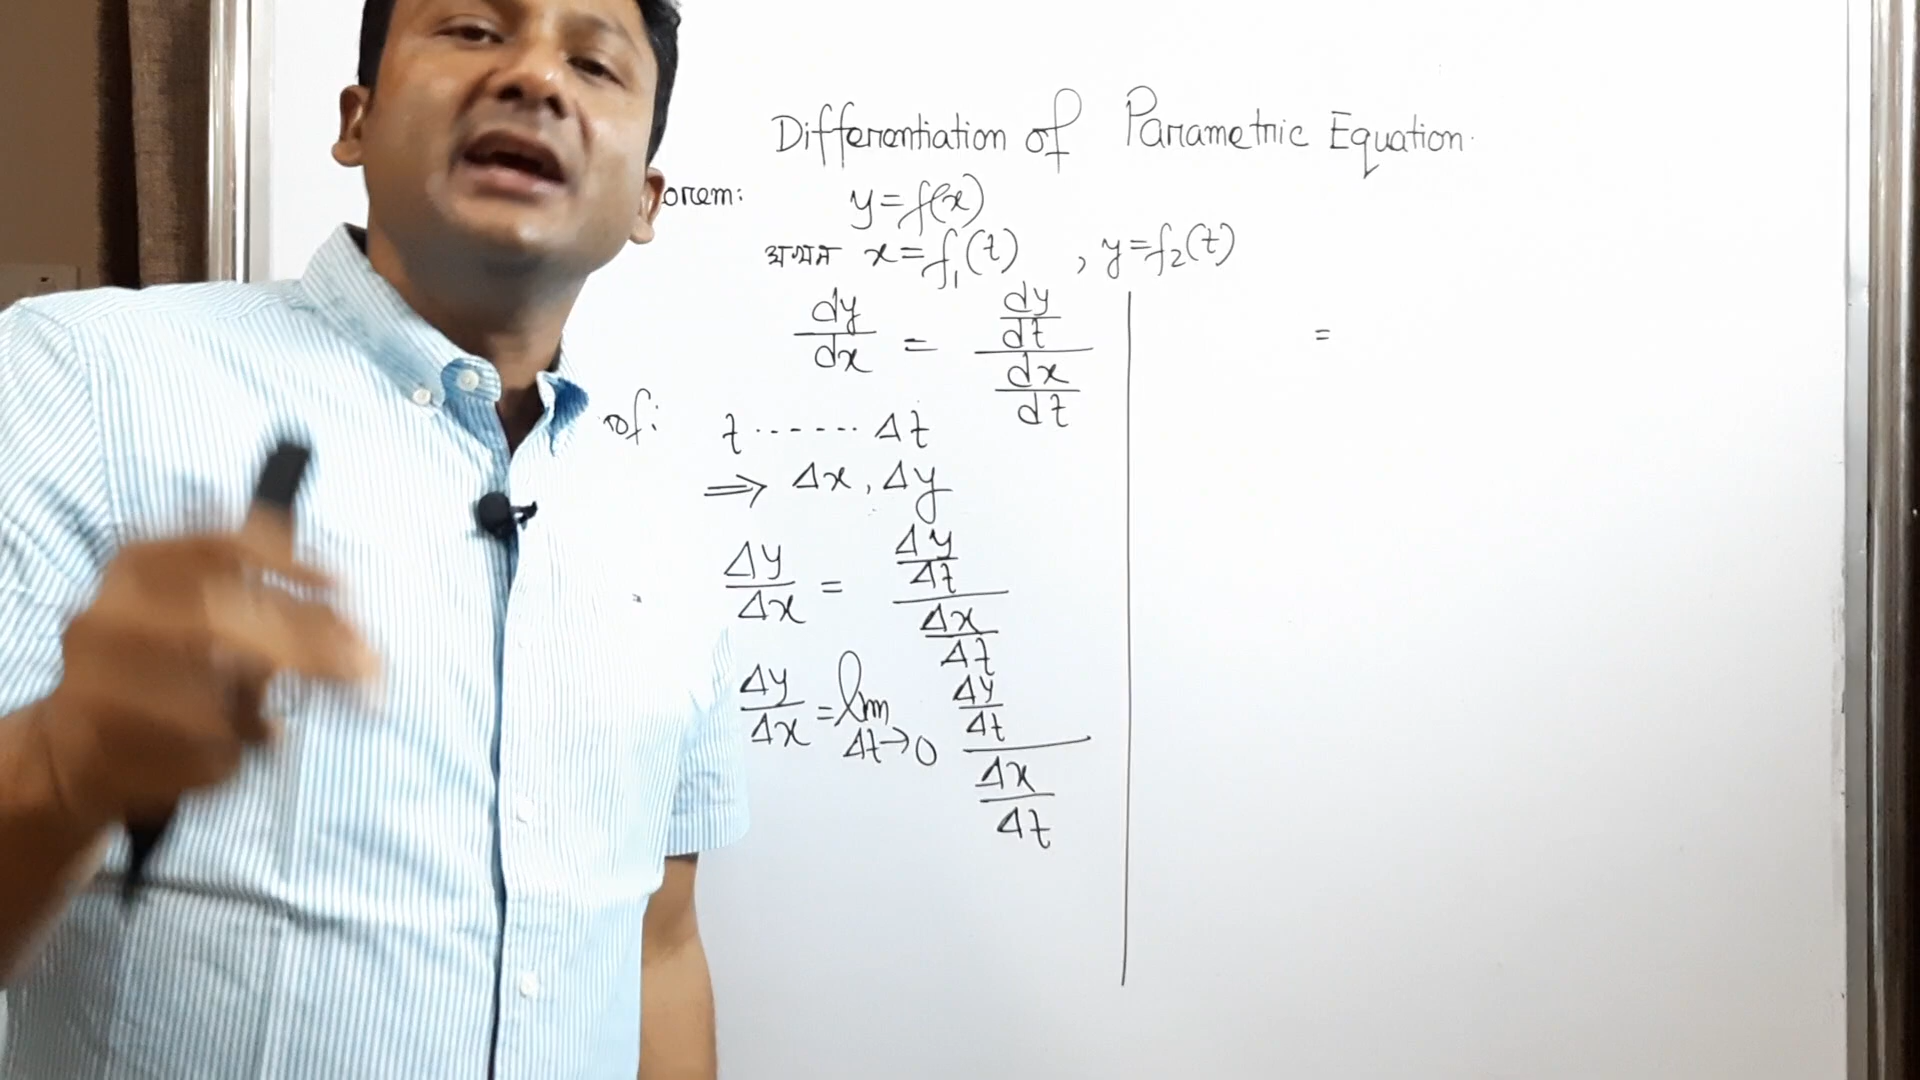 Differentiation of Parametric Equation.
orem: y = f(x)
যখন x = f₁(t) , y = f₂(t)
dy/dx = (dy/dt)/(dx/dt)
=
of: t ------ Δt
⇒ Δx, Δy
Δy/Δx = (Δy/Δt)/(Δx/Δt)
Δy/Δx = lim Δt→0 (Δy/Δt)/(Δx/Δt)